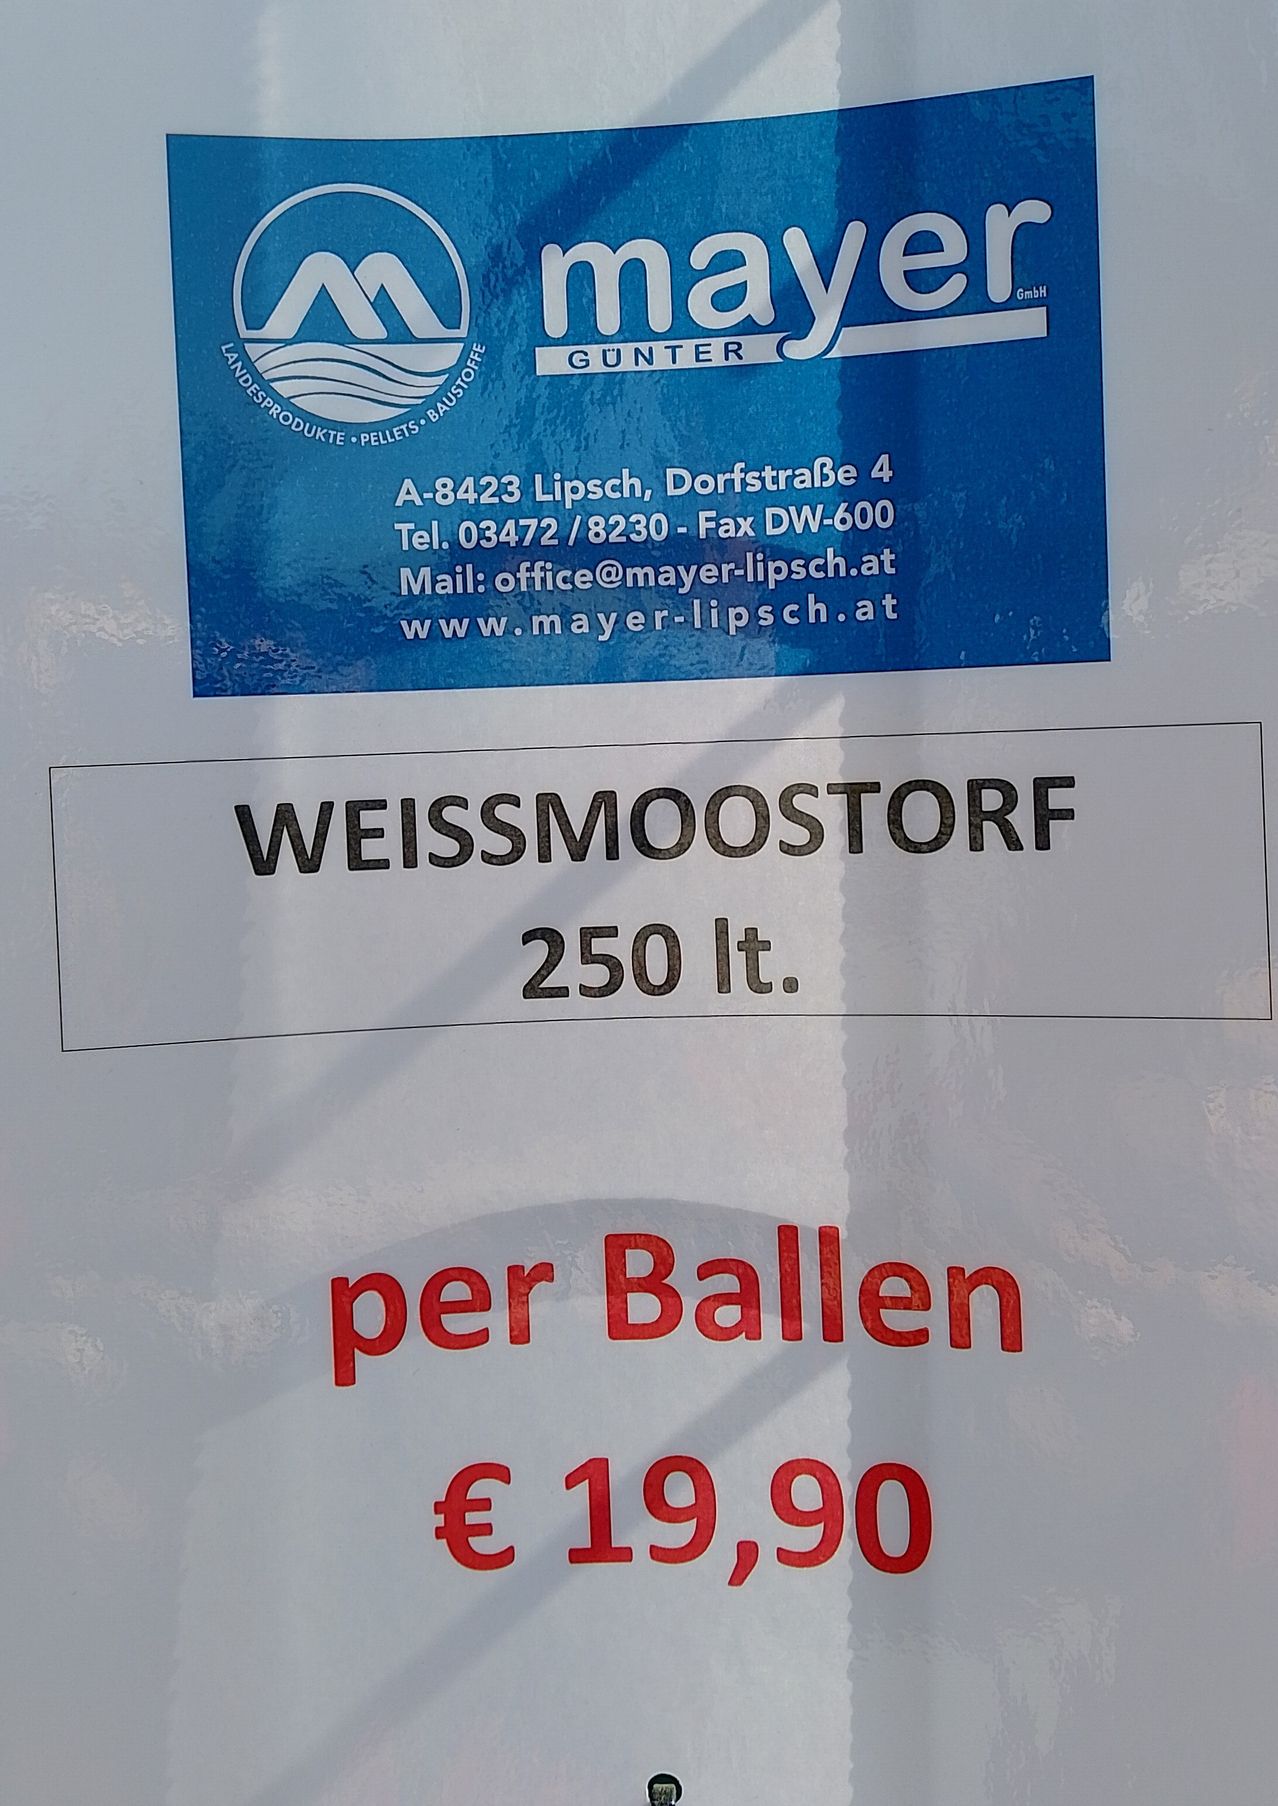 mayer
GmbH
GÜNTER
LANDESPRODUKTE • PELLETS • BAUSTOFFE
A-8423 Lipsch, Dorfstraße 4
Tel. 03472 / 8230 - Fax DW-600
Mail: office@mayer-lipsch.at
www.mayer-lipsch.at
WEISSMOOSTORF
250 lt.
per Ballen
€ 19,90